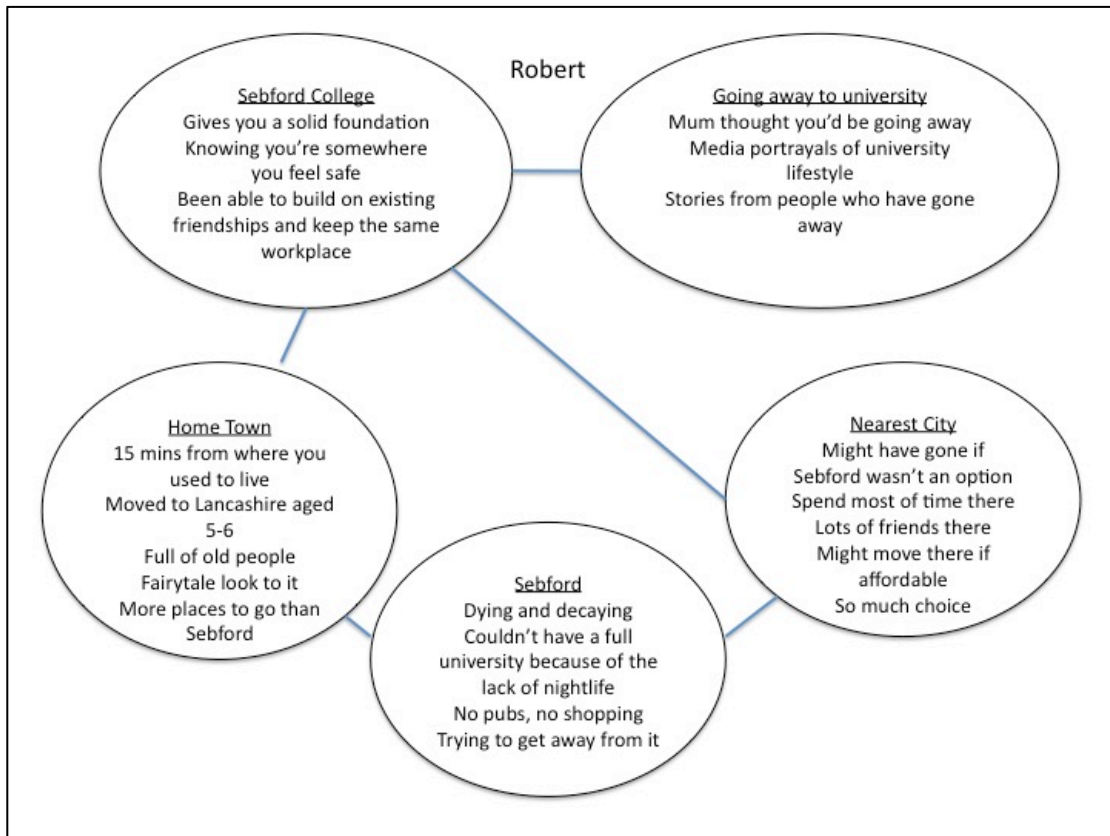 Robert
Sebford College
Gives you a solid foundation
Knowing you're somewhere
you feel safe
Been able to build on existing
friendships and keep the same
workplace
Going away to university
Mum thought you'd be going away
Media portrayals of university
lifestyle
Stories from people who have gone
away
Home Town
15 mins from where you
used to live
Moved to Lancashire aged
5-6
Full of old people
Fairytale look to it
More places to go than
Sebford
Sebford
Dying and decaying
Couldn't have a full
university because of the
lack of nightlife
No pubs, no shopping
Trying to get away from it
Nearest City
Might have gone if
Sebford wasn't an option
Spend most of time there
Lots of friends there
Might move there if
affordable
So much choice